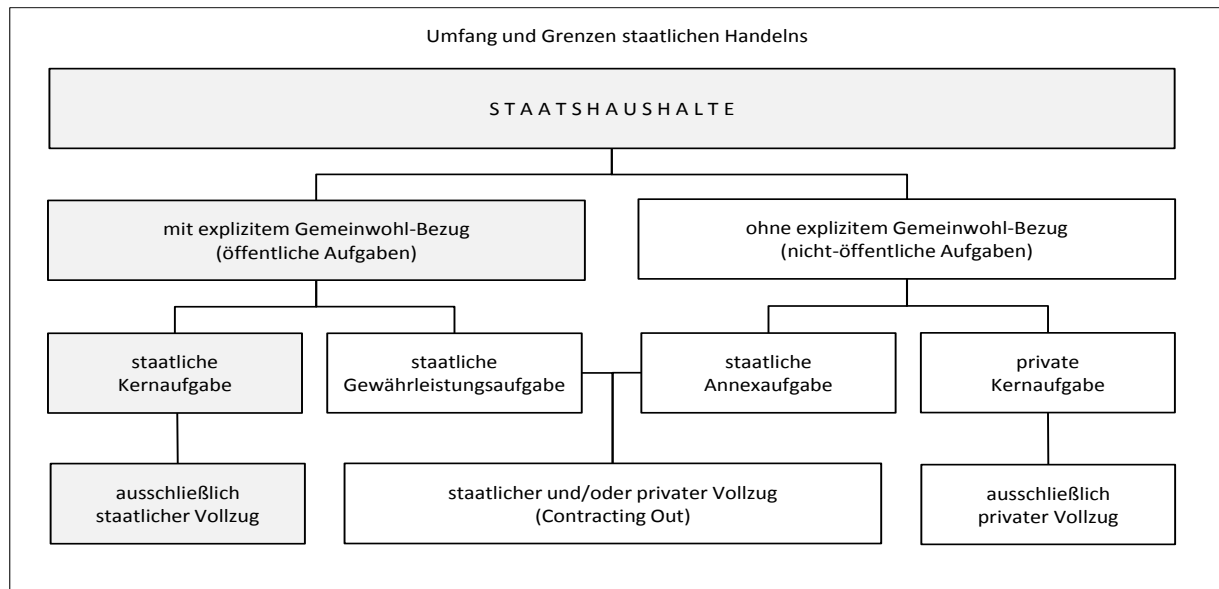 Umfang und Grenzen staatlichen Handelns
STAATSHAUSHALTE
mit explizitem Gemeinwohl-Bezug
(öffentliche Aufgaben)
ohne explizitem Gemeinwohl-Bezug
(nicht-öffentliche Aufgaben)
staatliche
Kernaufgabe
staatliche
Gewährleistungsaufgabe
staatliche
Annexaufgabe
private
Kernaufgabe
ausschließlich
staatlicher Vollzug
staatlicher und/oder privater Vollzug
(Contracting Out)
ausschließlich
privater Vollzug